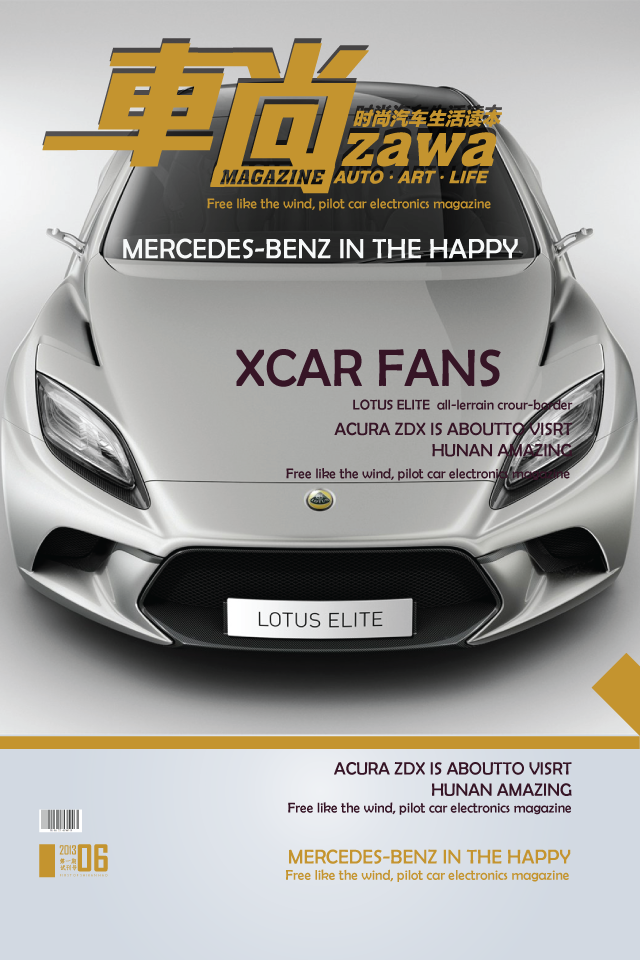 車尚
时尚汽车生活读本
zawa
MAGAZINE AUTO · ART · LIFE
Free like the wind, pilot car electronics magazine
MERCEDES-BENZ IN THE HAPPY
XCAR FANS
LOTUS ELITE all-lerrain crour-border
ACURA ZDX IS ABOUTTO VISRT
HUNAN AMAZING
Free like the wind, pilot car electronics magazine
LOTUS ELITE
ACURA ZDX IS ABOUTTO VISRT
HUNAN AMAZING
Free like the wind, pilot car electronics magazine
2013
06
MERCEDES-BENZ IN THE HAPPY
Free like the wind, pilot car electronics magazine